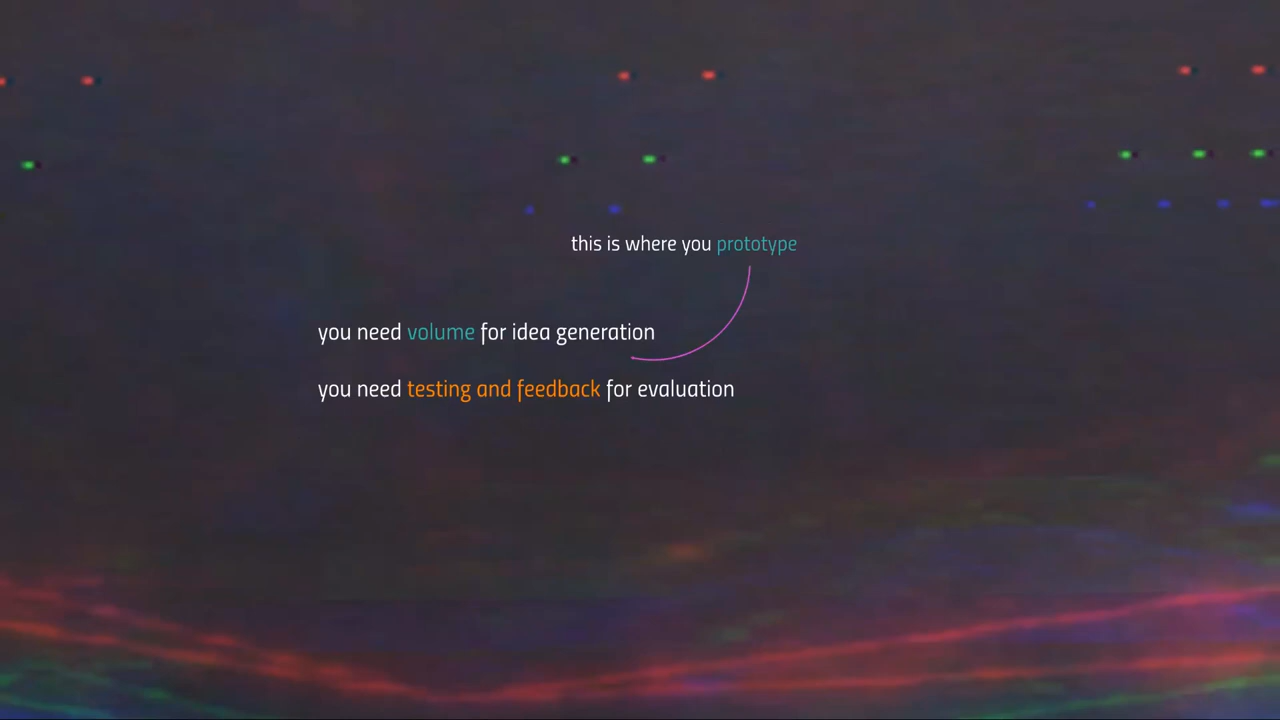 this is where you prototype
you need volume for idea generation
you need testing and feedback for evaluation